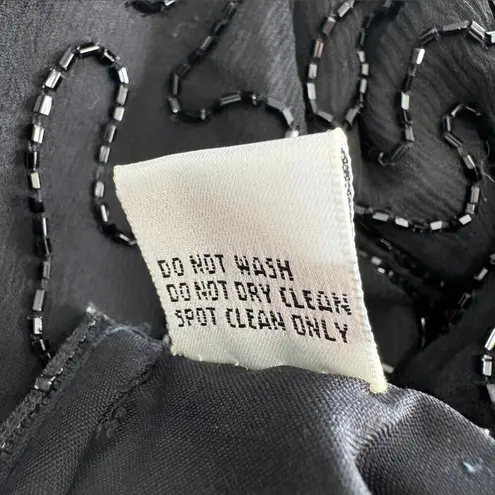 DO NOT WASH
DO NOT DRY CLEAN
SPOT CLEAN ONLY